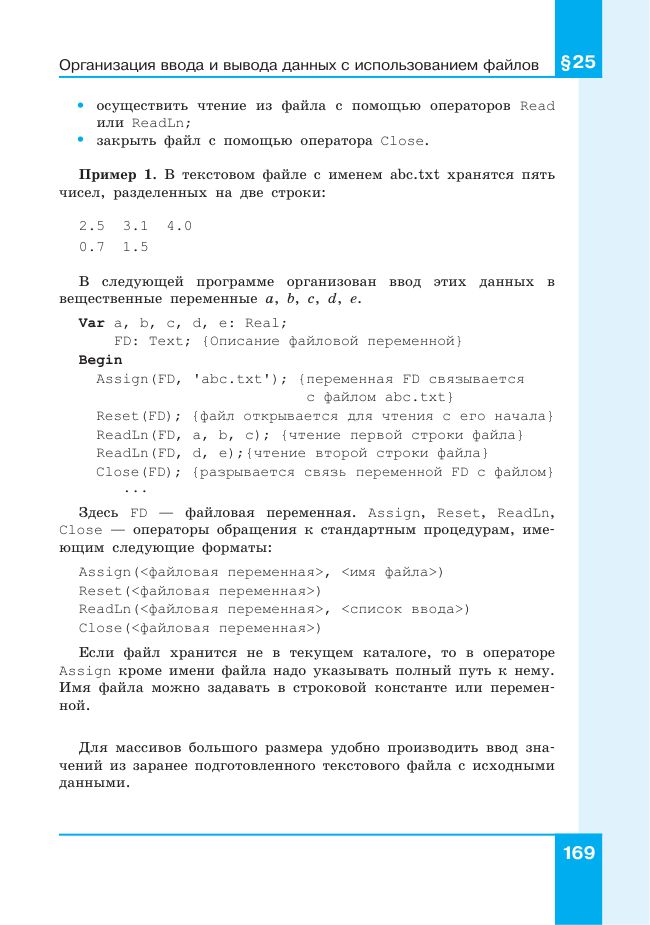 Организация ввода и вывода данных с использованием файлов §25
• осуществить чтение из файла с помощью операторов Read
или ReadLn;
• закрыть файл с помощью оператора Close.
Пример 1. В текстовом файле с именем abc.txt хранятся пять
чисел, разделенных на две строки:
2.5 3.1 4.0
0.7 1.5
В следующей программе организован ввод этих данных в
вещественные переменные a, b, c, d, e.
Var a, b, c, d, e: Real;
FD: Text; {Описание файловой переменной}
Begin
Assign(FD, 'abc.txt'); {переменная FD связывается
с файлом abc.txt}
Reset(FD); {файл открывается для чтения с его начала}
ReadLn(FD, a, b, c); {чтение первой строки файла}
ReadLn(FD, d, e);{чтение второй строки файла}
Close(FD); {разрывается связь переменной FD с файлом}
...
Здесь FD — файловая переменная. Assign, Reset, ReadLn,
Close — операторы обращения к стандартным процедурам, име-
ющим следующие форматы:
Assign(<файловая переменная>, <имя файла>)
Reset(<файловая переменная>)
ReadLn(<файловая переменная>, <список ввода>)
Close(<файловая переменная>)
Если файл хранится не в текущем каталоге, то в операторе
Assign кроме имени файла надо указывать полный путь к нему.
Имя файла можно задавать в строковой константе или перемен-
ной.
Для массивов большого размера удобно производить ввод зна-
чений из заранее подготовленного текстового файла с исходными
данными.
169